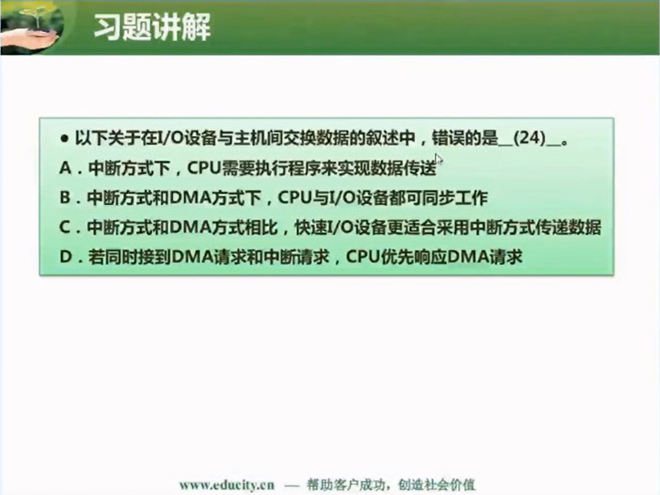 习题讲解
● 以下关于在I/O设备与主机间交换数据的叙述中，错误的是__(24)__。
A．中断方式下，CPU需要执行程序来实现数据传送
B．中断方式和DMA方式下，CPU与I/O设备都可同步工作
C．中断方式和DMA方式相比，快速I/O设备更适合采用中断方式传递数据
D．若同时接到DMA请求和中断请求，CPU优先响应DMA请求
www.educity.cn — 帮助客户成功，创造社会价值